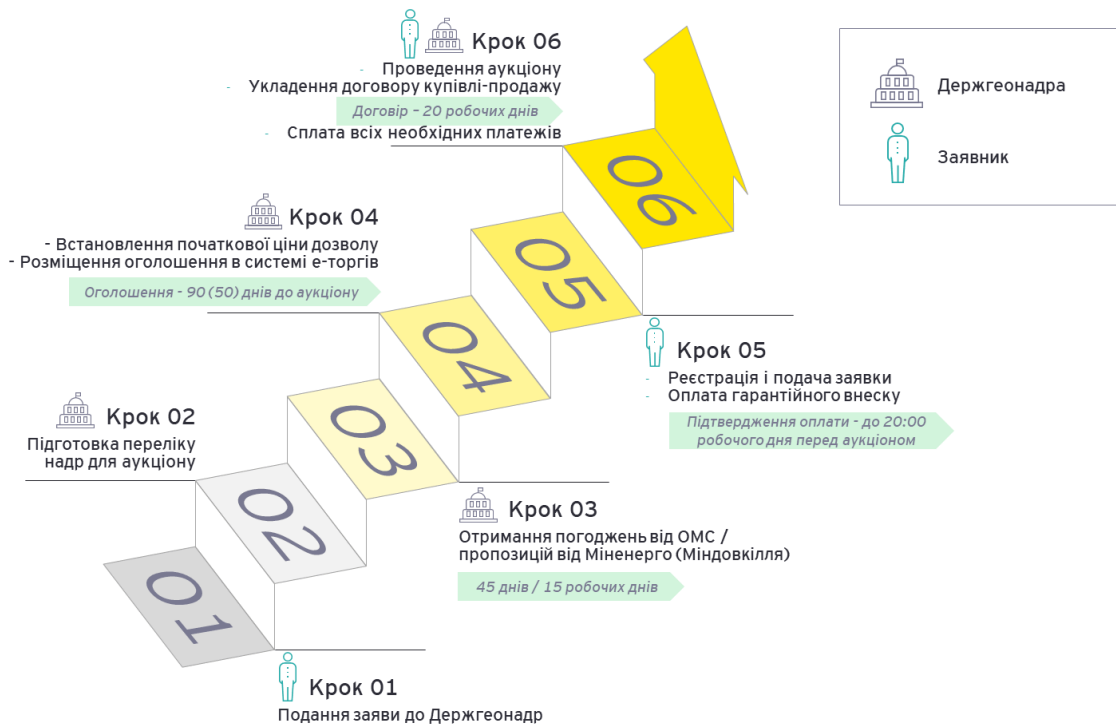 Крок 06
- Проведення аукціону
- Укладення договору купівлі-продажу
Договір – 20 робочих днів
- Сплата всіх необхідних платежів
Держгеонадра
Заявник
Крок 04
- Встановлення початкової ціни дозволу
- Розміщення оголошення в системі е-торгів
Оголошення - 90 (50) днів до аукціону
Крок 05
- Реєстрація і подача заявки
- Оплата гарантійного внеску
Підтвердження оплати - до 20:00
робочого дня перед аукціоном
Крок 02
Підготовка переліку
надр для аукціону
Крок 03
Отримання погоджень від ОМС /
пропозицій від Міненерго (Міндовкілля)
45 днів / 15 робочих днів
Крок 01
Подання заяви до Держгеонадр
06
05
04
03
02
01